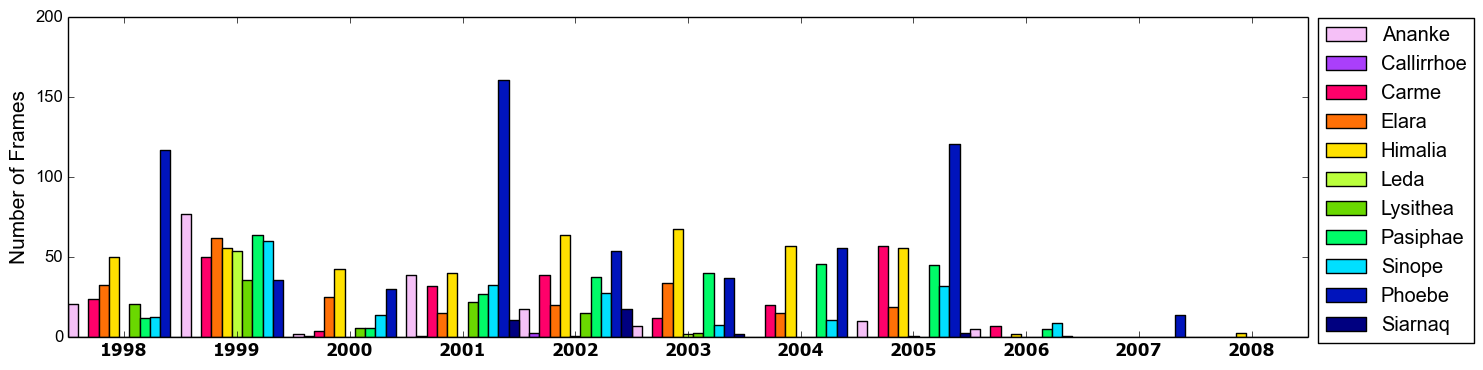 Number of Frames
200
150
100
50
0
1998 1999 2000 2001 2002 2003 2004 2005 2006 2007 2008
Ananke
Callirrhoe
Carme
Elara
Himalia
Leda
Lysithea
Pasiphae
Sinope
Phoebe
Siarnaq